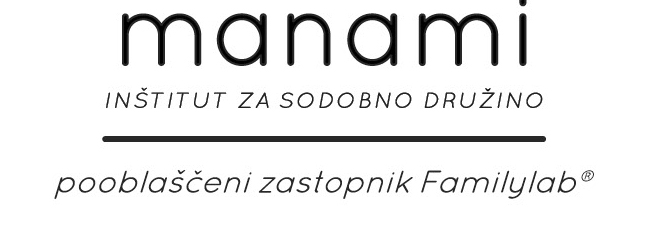 manami
INŠTITUT ZA SODOBNO DRUŽINO
pooblaščeni zastopnik Familylab®